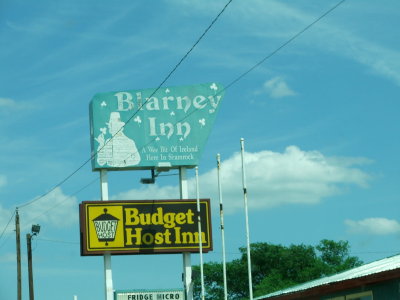 Blarney
Inn
A Wee Bit Of Ireland
Here In Shamrock
BUDGET
HOST
Budget
Host Inn
FRIDGE MICRO